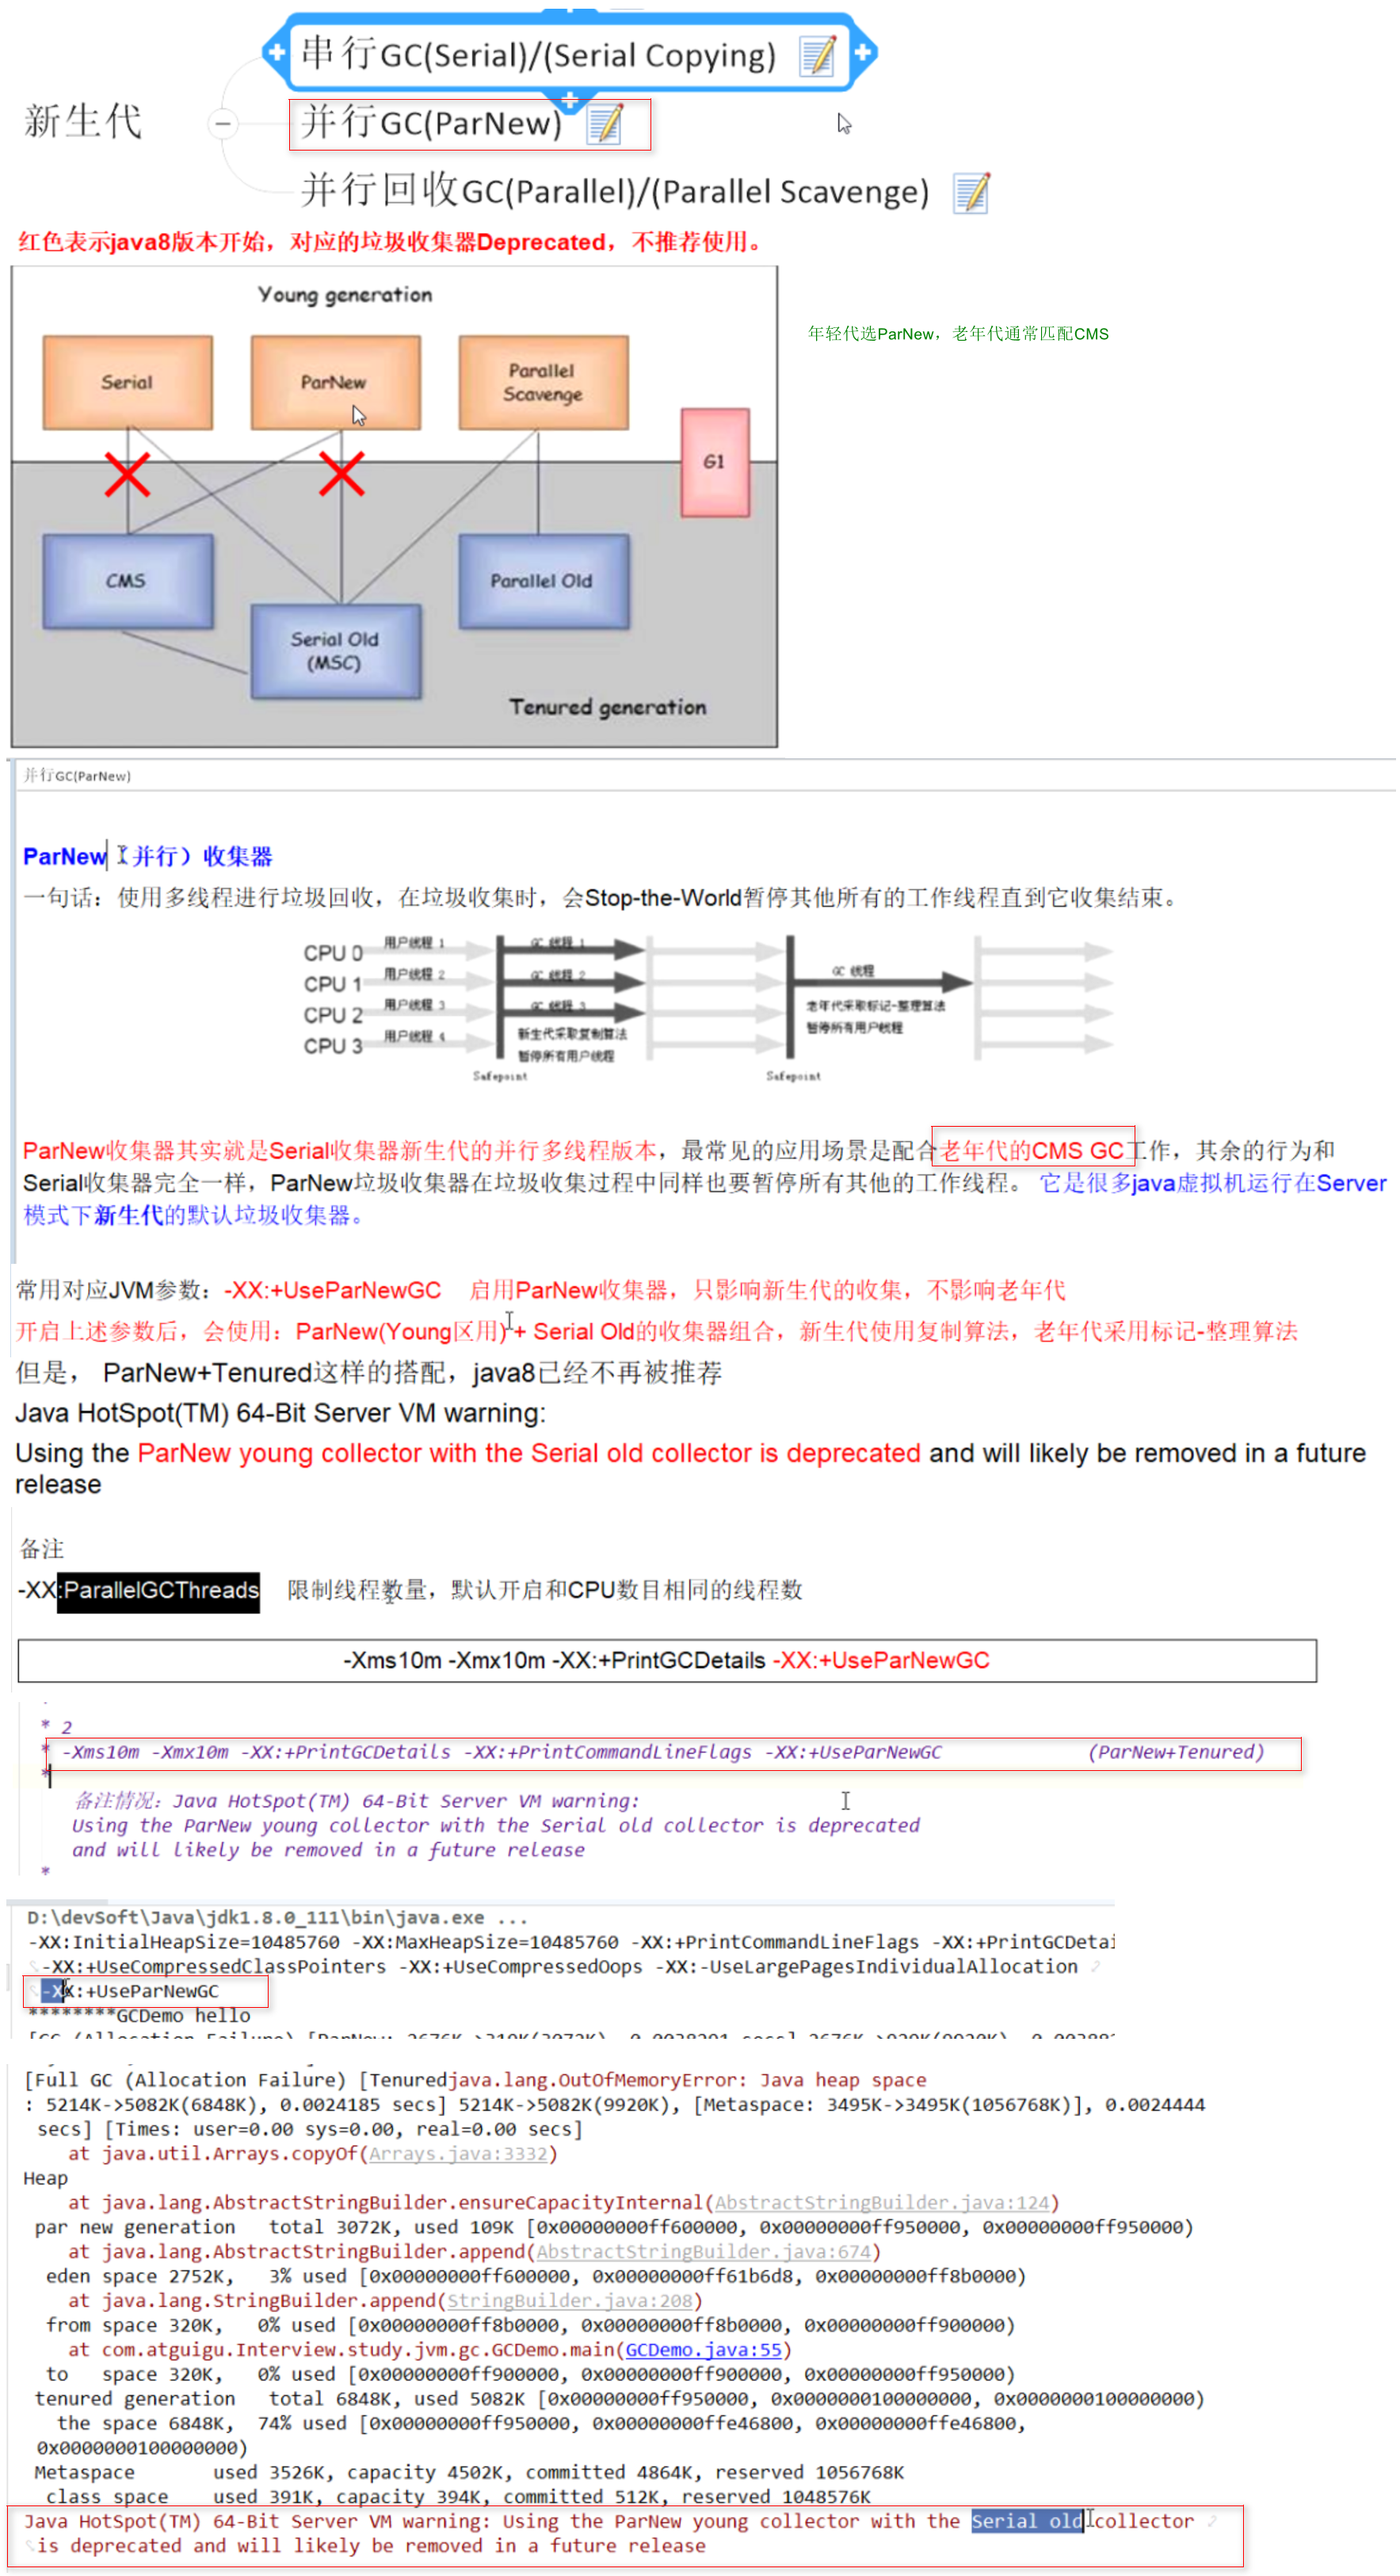 串行GC(Serial)/(Serial Copying)
新生代
并行GC(ParNew)
并行回收GC(Parallel)/(Parallel Scavenge)
红色表示java8版本开始，对应的垃圾收集器Deprecated，不推荐使用。
Young generation
年轻代选ParNew，老年代通常匹配CMS
Serial
ParNew
Parallel
Scavenge
G1
CMS
Parallel Old
Serial Old
(MSC)
Tenured generation
并行GC(ParNew)
ParNew（并行）收集器
一句话：使用多线程进行垃圾回收，在垃圾收集时，会Stop-the-World暂停其他所有的工作线程直到它收集结束。
CPU 0 用户线程 1 GC 线程 1
CPU 1 用户线程 2 GC 线程 2 GC 线程
CPU 2 用户线程 3 GC 线程 3 老年代采取标记-整理算法
CPU 3 用户线程 4 新生代采取复制算法 暂停所有用户线程
暂停所有用户线程
Safepoint Safepoint
ParNew收集器其实就是Serial收集器新生代的并行多线程版本，最常见的应用场景是配合老年代的CMS GC工作，其余的行为和
Serial收集器完全一样，ParNew垃圾收集器在垃圾收集过程中同样也要暂停所有其他的工作线程。 它是很多java虚拟机运行在Server
模式下新生代的默认垃圾收集器。
常用对应JVM参数：-XX:+UseParNewGC 启用ParNew收集器，只影响新生代的收集，不影响老年代
开启上述参数后，会使用：ParNew(Young区用)+ Serial Old的收集器组合，新生代使用复制算法，老年代采用标记-整理算法
但是， ParNew+Tenured这样的搭配，java8已经不再被推荐
Java HotSpot(TM) 64-Bit Server VM warning:
Using the ParNew young collector with the Serial old collector is deprecated and will likely be removed in a future
release
备注
-XX:ParallelGCThreads 限制线程数量，默认开启和CPU数目相同的线程数
-Xms10m -Xmx10m -XX:+PrintGCDetails -XX:+UseParNewGC
* 2
* -Xms10m -Xmx10m -XX:+PrintGCDetails -XX:+PrintCommandLineFlags -XX:+UseParNewGC (ParNew+Tenured)
*
备注情况：Java HotSpot(TM) 64-Bit Server VM warning:
Using the ParNew young collector with the Serial old collector is deprecated
and will likely be removed in a future release
*
D:\devSoft\Java\jdk1.8.0_111\bin\java.exe ...
-XX:InitialHeapSize=10485760 -XX:MaxHeapSize=10485760 -XX:+PrintCommandLineFlags -XX:+PrintGCDetai
-XX:+UseCompressedClassPointers -XX:+UseCompressedOops -XX:-UseLargePagesIndividualAllocation
-XX:+UseParNewGC
********GCDemo hello
[Full GC (Allocation Failure) [Tenuredjava.lang.OutOfMemoryError: Java heap space
: 5214K->5082K(6848K), 0.0024185 secs] 5214K->5082K(9920K), [Metaspace: 3495K->3495K(1056768K)], 0.0024444
secs] [Times: user=0.00 sys=0.00, real=0.00 secs]
at java.util.Arrays.copyOf(Arrays.java:3332)
Heap
at java.lang.AbstractStringBuilder.ensureCapacityInternal(AbstractStringBuilder.java:124)
par new generation total 3072K, used 109K [0x00000000ff600000, 0x00000000ff950000, 0x00000000ff950000)
at java.lang.AbstractStringBuilder.append(AbstractStringBuilder.java:674)
eden space 2752K, 3% used [0x00000000ff600000, 0x00000000ff61b6d8, 0x00000000ff8b0000)
at java.lang.StringBuilder.append(StringBuilder.java:208)
from space 320K, 0% used [0x00000000ff8b0000, 0x00000000ff8b0000, 0x00000000ff900000)
at com.atguigu.Interview.study.jvm.gc.GCDemo.main(GCDemo.java:55)
to space 320K, 0% used [0x00000000ff900000, 0x00000000ff900000, 0x00000000ff950000)
tenured generation total 6848K, used 5082K [0x00000000ff950000, 0x0000000100000000, 0x0000000100000000)
the space 6848K, 74% used [0x00000000ff950000, 0x00000000ffe46800, 0x00000000ffe46800,
0x0000000100000000)
Metaspace used 3526K, capacity 4502K, committed 4864K, reserved 1056768K
class space used 391K, capacity 394K, committed 512K, reserved 1048576K
Java HotSpot(TM) 64-Bit Server VM warning: Using the ParNew young collector with the Serial old collector
is deprecated and will likely be removed in a future release